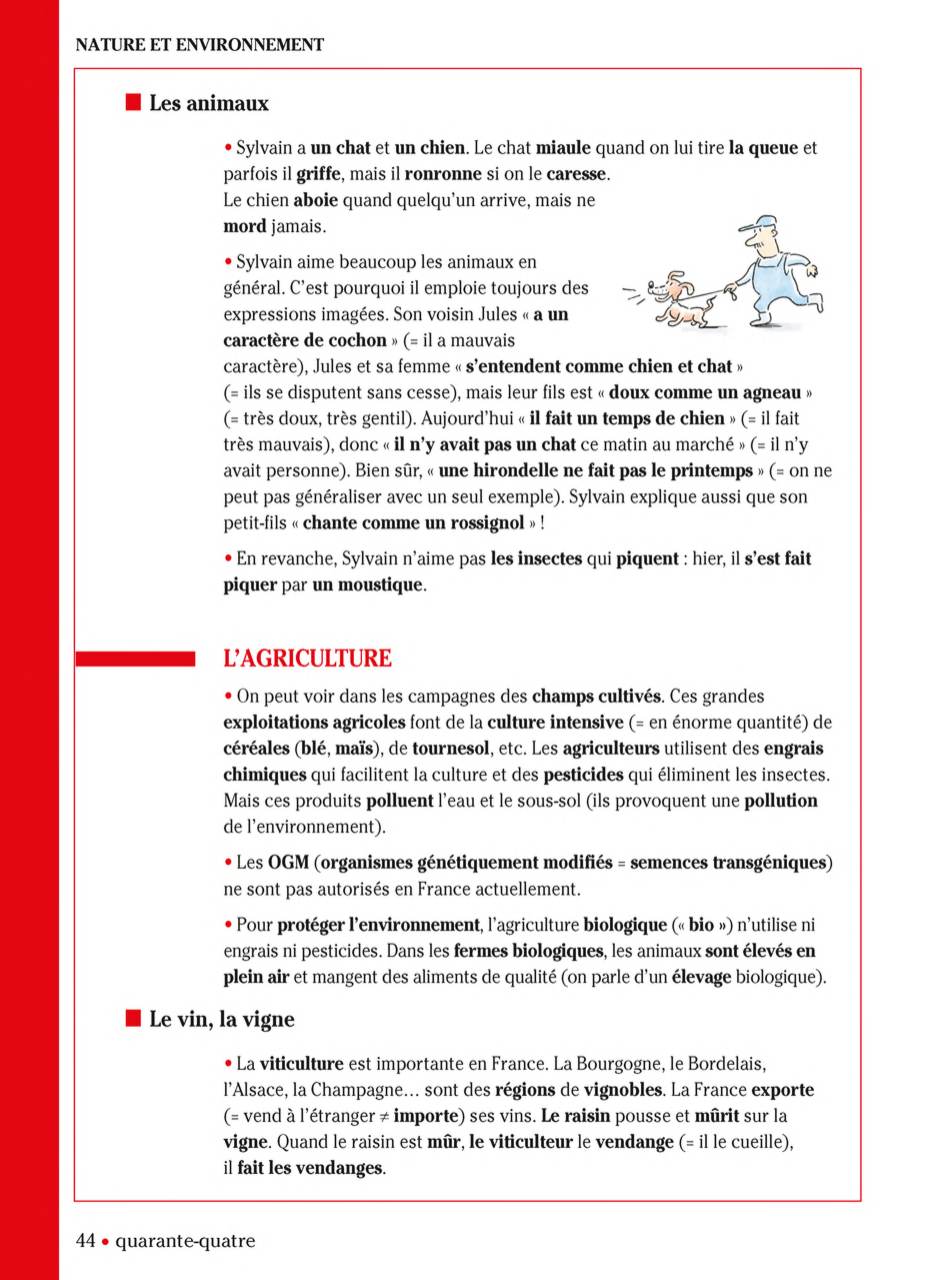 NATURE ET ENVIRONNEMENT
Les animaux
• Sylvain a un chat et un chien. Le chat miaule quand on lui tire la queue et
parfois il griffe, mais il ronronne si on le caresse.
Le chien aboie quand quelqu'un arrive, mais ne
mord jamais.
• Sylvain aime beaucoup les animaux en
général. C'est pourquoi il emploie toujours des
expressions imagées. Son voisin Jules « a un
caractère de cochon » (= il a mauvais
caractère), Jules et sa femme « s'entendent comme chien et chat »
(= ils se disputent sans cesse), mais leur fils est « doux comme un agneau »
(= très doux, très gentil). Aujourd'hui « il fait un temps de chien » (= il fait
très mauvais), donc « il n'y avait pas un chat ce matin au marché » (= il n'y
avait personne). Bien sûr, « une hirondelle ne fait pas le printemps » (= on ne
peut pas généraliser avec un seul exemple). Sylvain explique aussi que son
petit-fils « chante comme un rossignol » !
• En revanche, Sylvain n'aime pas les insectes qui piquent : hier, il s'est fait
piquer par un moustique.
L'AGRICULTURE
• On peut voir dans les campagnes des champs cultivés. Ces grandes
exploitations agricoles font de la culture intensive (= en énorme quantité) de
céréales (blé, maïs), de tournesol, etc. Les agriculteurs utilisent des engrais
chimiques qui facilitent la culture et des pesticides qui éliminent les insectes.
Mais ces produits polluent l'eau et le sous-sol (ils provoquent une pollution
de l'environnement).
• Les OGM (organismes génétiquement modifiés = semences transgéniques)
ne sont pas autorisés en France actuellement.
• Pour protéger l'environnement, l'agriculture biologique (« bio ») n'utilise ni
engrais ni pesticides. Dans les fermes biologiques, les animaux sont élevés en
plein air et mangent des aliments de qualité (on parle d'un élevage biologique).
Le vin, la vigne
• La viticulture est importante en France. La Bourgogne, le Bordelais,
l'Alsace, la Champagne... sont des régions de vignobles. La France exporte
(= vend à l'étranger ≠ importe) ses vins. Le raisin pousse et mûrit sur la
vigne. Quand le raisin est mûr, le viticulteur le vendange (= il le cueille),
il fait les vendanges.
44 • quarante-quatre